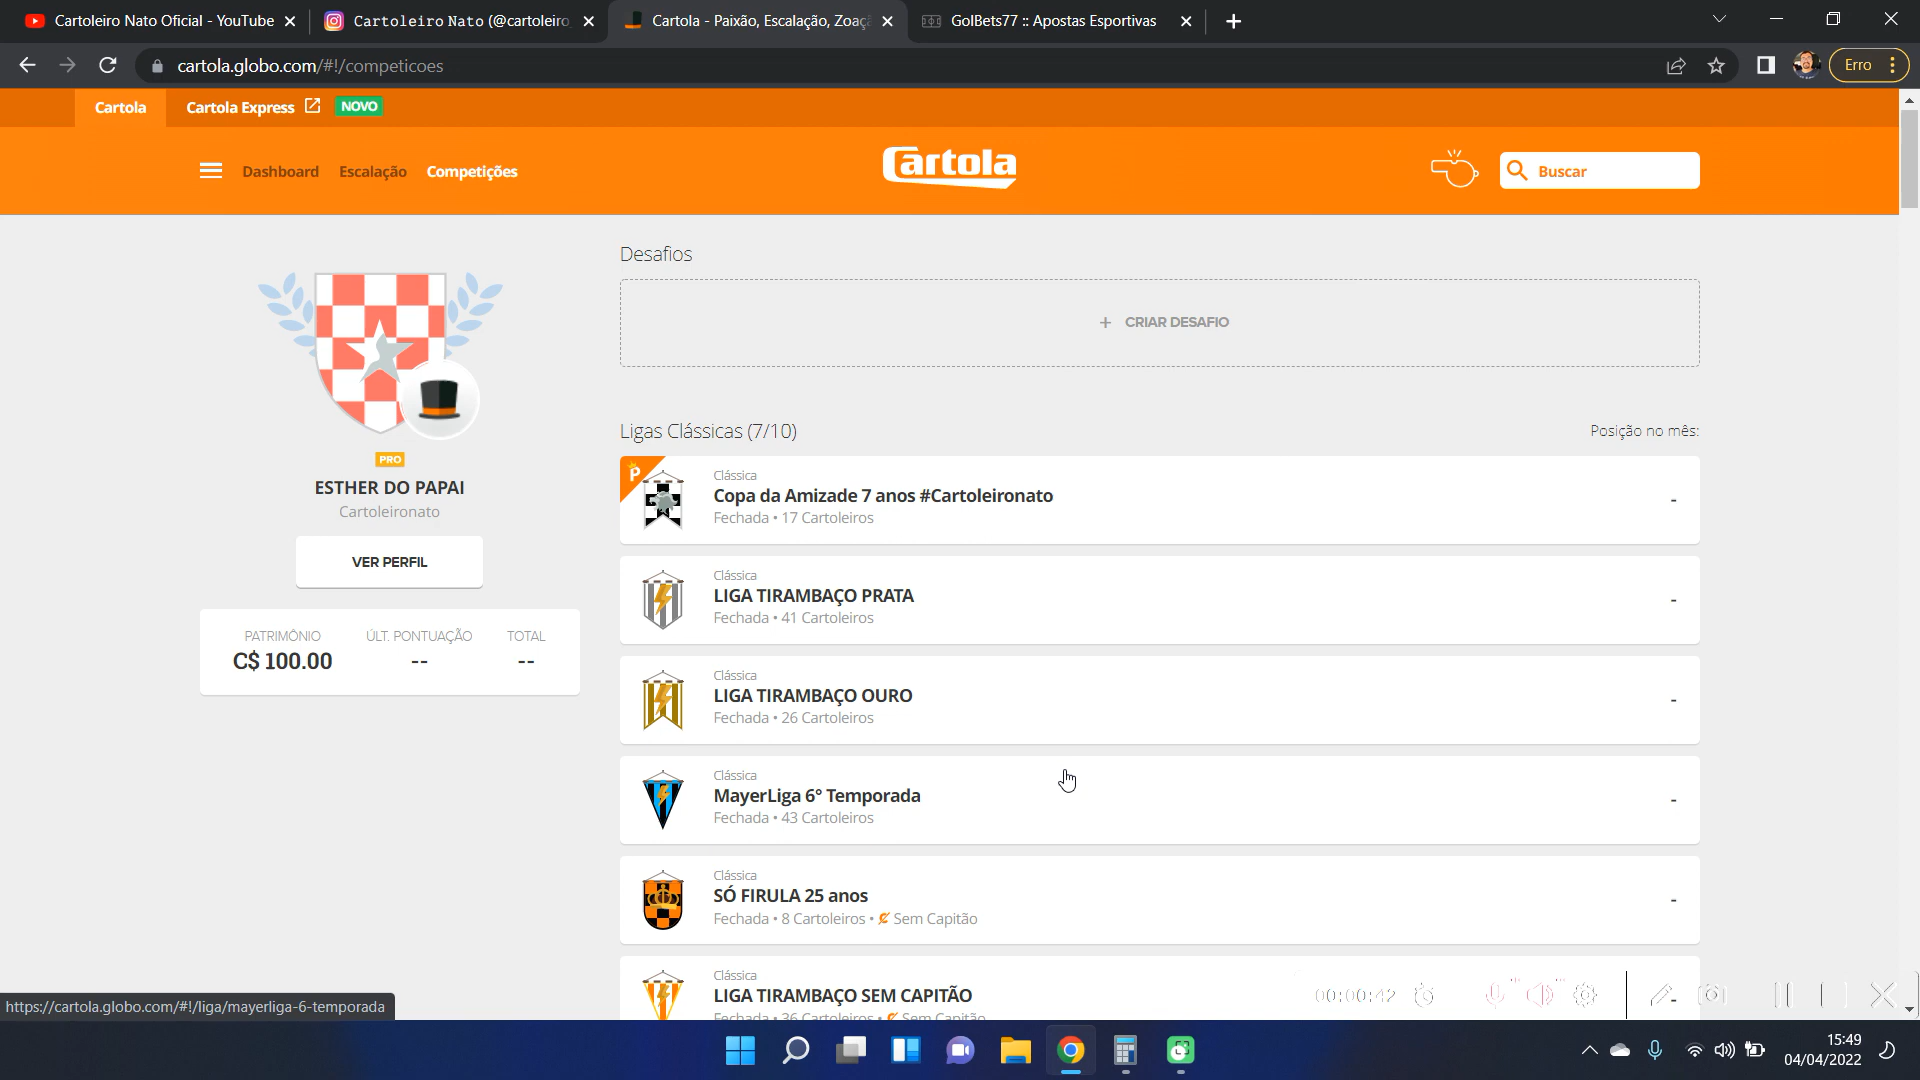 Cartoleiro Nato Oficial - YouTube
Cartoleiro Nato (@cartoleiro
Cartola - Paixão, Escalação, Zoaç
GolBets77 :: Apostas Esportivas
cartola.globo.com/#!/competicoes
Erro
Cartola
Cartola Express
NOVO
Dashboard
Escalação
Competições
Cartola
Buscar
Desafios
+ CRIAR DESAFIO
PRO
ESTHER DO PAPAI
Cartoleironato
VER PERFIL
PATRIMÔNIO
C$ 100.00
ÚLT. PONTUAÇÃO
--
TOTAL
--
Ligas Clássicas (7/10)
Posição no mês:
P
Clássica
Copa da Amizade 7 anos #Cartoleironato
Fechada • 17 Cartoleiros
-
Clássica
LIGA TIRAMBAÇO PRATA
Fechada • 41 Cartoleiros
-
Clássica
LIGA TIRAMBAÇO OURO
Fechada • 26 Cartoleiros
-
Clássica
MayerLiga 6° Temporada
Fechada • 43 Cartoleiros
-
Clássica
SÓ FIRULA 25 anos
Fechada • 8 Cartoleiros • Sem Capitão
-
Clássica
LIGA TIRAMBAÇO SEM CAPITÃO
Fechada • 36 Cartoleiros • Sem Capitão
-
00:00:42
https://cartola.globo.com/#!/liga/mayerliga-6-temporada
15:49
04/04/2022